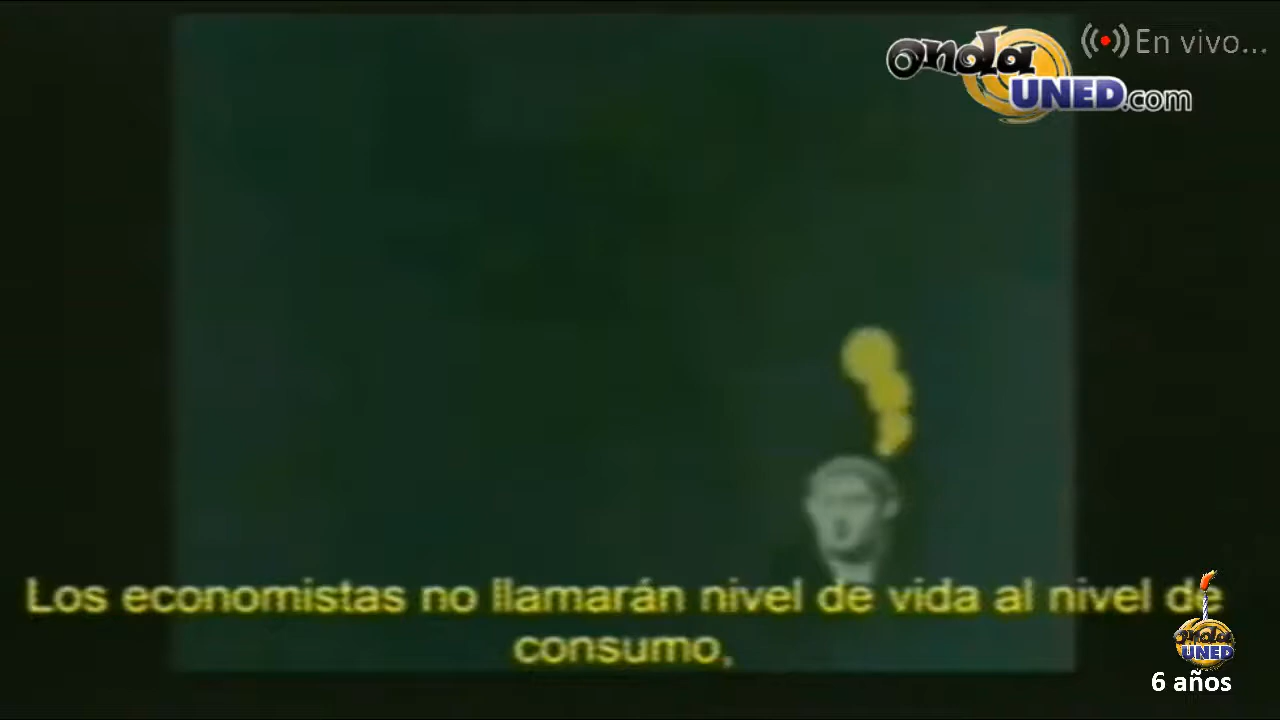 onda
UNED.com
En vivo...
Los economistas no llamarán nivel de vida al nivel de
consumo,
onda
UNED
6 años